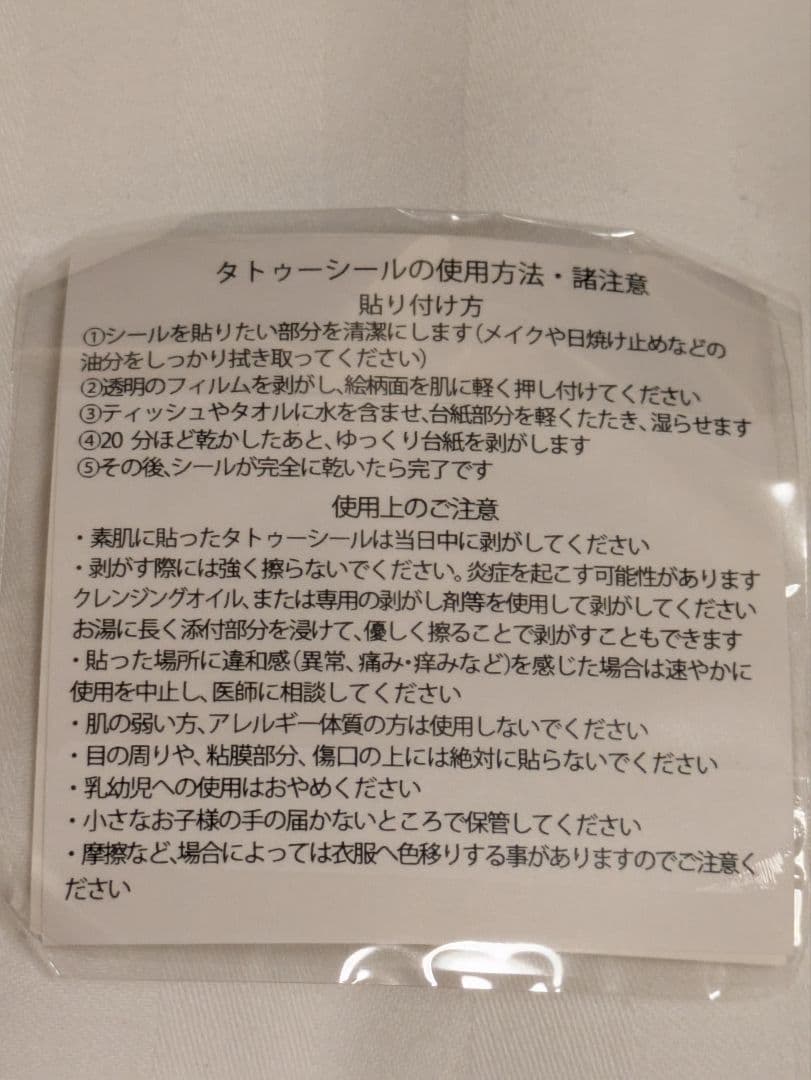 タトゥーシールの使用方法・諸注意
貼り付け方
①シールを貼りたい部分を清潔にします（メイクや日焼け止めなどの
油分をしっかり拭き取ってください）
②透明のフィルムを剥がし、絵柄面を肌に軽く押し付けてください
③ティッシュやタオルに水を含ませ、台紙部分を軽くたたき、湿らせます
④20 分ほど乾かしたあと、ゆっくり台紙を剥がします
⑤その後、シールが完全に乾いたら完了です
使用上のご注意
・素肌に貼ったタトゥーシールは当日中に剥がしてください
・剥がす際には強く擦らないでください。炎症を起こす可能性があります
クレンジングオイル、または専用の剥がし剤等を使用して剥がしてください
お湯に長く添付部分を浸けて、優しく擦ることで剥がすこともできます
・貼った場所に違和感（異常、痛み・痒みなど）を感じた場合は速やかに
使用を中止し、医師に相談してください
・肌の弱い方、アレルギー体質の方は使用しないでください
・目の周りや、粘膜部分、傷口の上には絶対に貼らないでください
・乳幼児への使用はおやめください
・小さなお子様の手の届かないところで保管してください
・摩擦など、場合によっては衣服へ色移りする事がありますのでご注意く
ださい